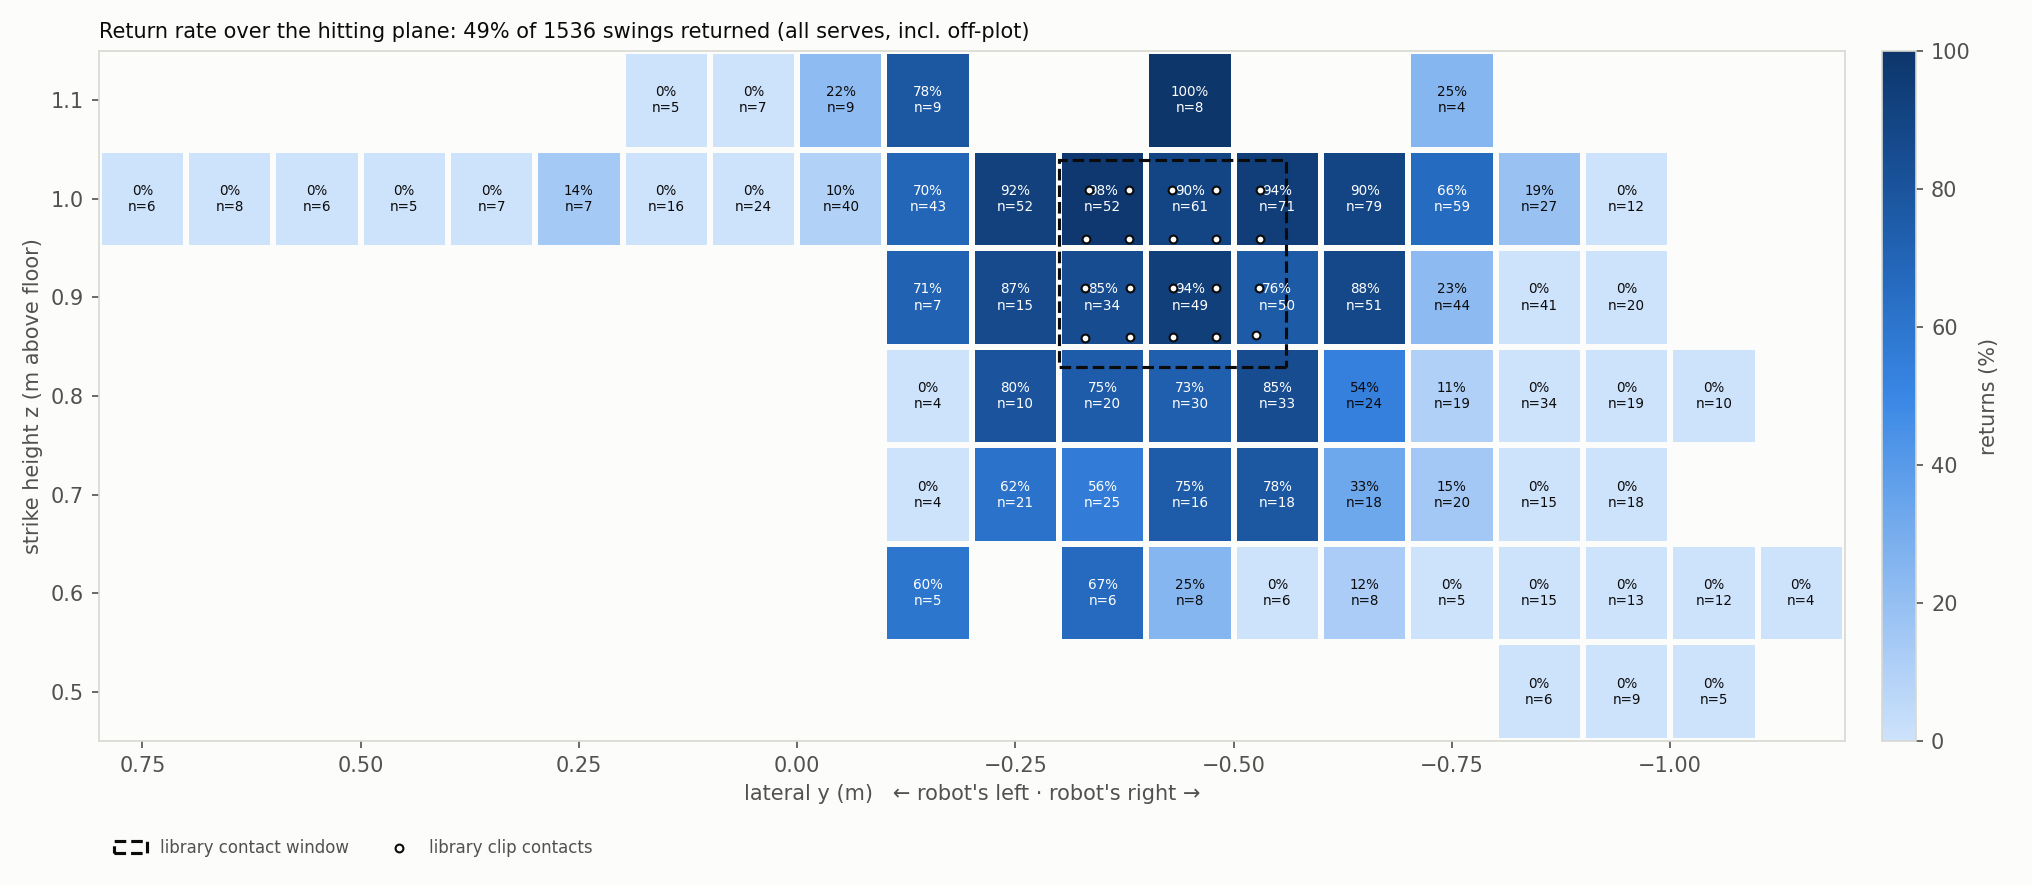 Return rate over the hitting plane: 49% of 1536 swings returned (all serves, incl. off-plot)
1.1
0% 0% 22% 78% 100% 25%
n=5 n=7 n=9 n=9 n=8 n=4
1.0
0% 0% 0% 0% 0% 14% 0% 0% 10% 70% 92% 98% 90% 94% 90% 66% 19% 0%
n=6 n=8 n=6 n=5 n=7 n=7 n=16 n=24 n=40 n=43 n=52 n=52 n=61 n=71 n=79 n=59 n=27 n=12
0.9
71% 87% 85% 94% 76% 88% 23% 0% 0%
n=7 n=15 n=34 n=49 n=50 n=51 n=44 n=41 n=20
0.8
0% 80% 75% 73% 85% 54% 11% 0% 0% 0%
n=4 n=10 n=20 n=30 n=33 n=24 n=19 n=34 n=19 n=10
0.7
0% 62% 56% 75% 78% 33% 15% 0% 0%
n=4 n=21 n=25 n=16 n=18 n=18 n=20 n=15 n=18
0.6
60% 67% 25% 0% 12% 0% 0% 0% 0% 0%
n=5 n=6 n=8 n=6 n=8 n=5 n=15 n=13 n=12 n=4
0.5
0% 0% 0%
n=6 n=9 n=5
strike height z (m above floor)
0.75 0.50 0.25 0.00 −0.25 −0.50 −0.75 −1.00
lateral y (m) ← robot's left · robot's right →
100
80
60
40
20
0
returns (%)
library contact window
library clip contacts